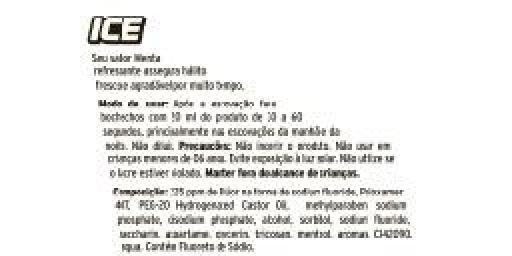 ICE
Seu sabor Menta
refrescante assegura hálito
fresco e agradável por muito tempo.
Modo de usar: Após a escovação faça
bochechos com 10 ml do produto de 30 a 60
segundos, principalmente nas escovações da manhã e da
noite. Não diluir. Precauções: Não ingerir o produto. Não usar em
crianças menores de 06 anos. Evite exposição à luz solar. Não utilize se
o lacre estiver violado. Manter fora do alcance de crianças.
Composição: 225 ppm de flúor na forma de sodium fluoride, Poloxamer
407, PEG-20 Hydrogenated Castor Oil, methylparaben sodium
phosphate, disodium phosphate, alcohol, sorbitol, sodium fluoride,
saccharin, aspartame, glycerin, triclosan, menthol, aromas CI42090,
aqua. Contém Fluoreto de Sódio.